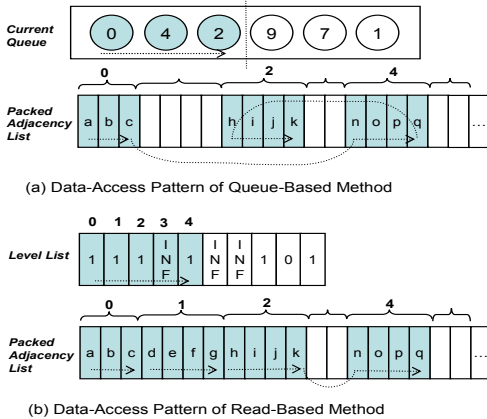 Current Queue
0 4 2 9 7 1
0 2 4
Packed Adjacency List
a b c h i j k n o p q ...
(a) Data-Access Pattern of Queue-Based Method
0 1 2 3 4
Level List
1 1 1 INF 1 INF INF 1 0 1
0 1 2 4
Packed Adjacency List
a b c d e f g h i j k n o p q ...
(b) Data-Access Pattern of Read-Based Method